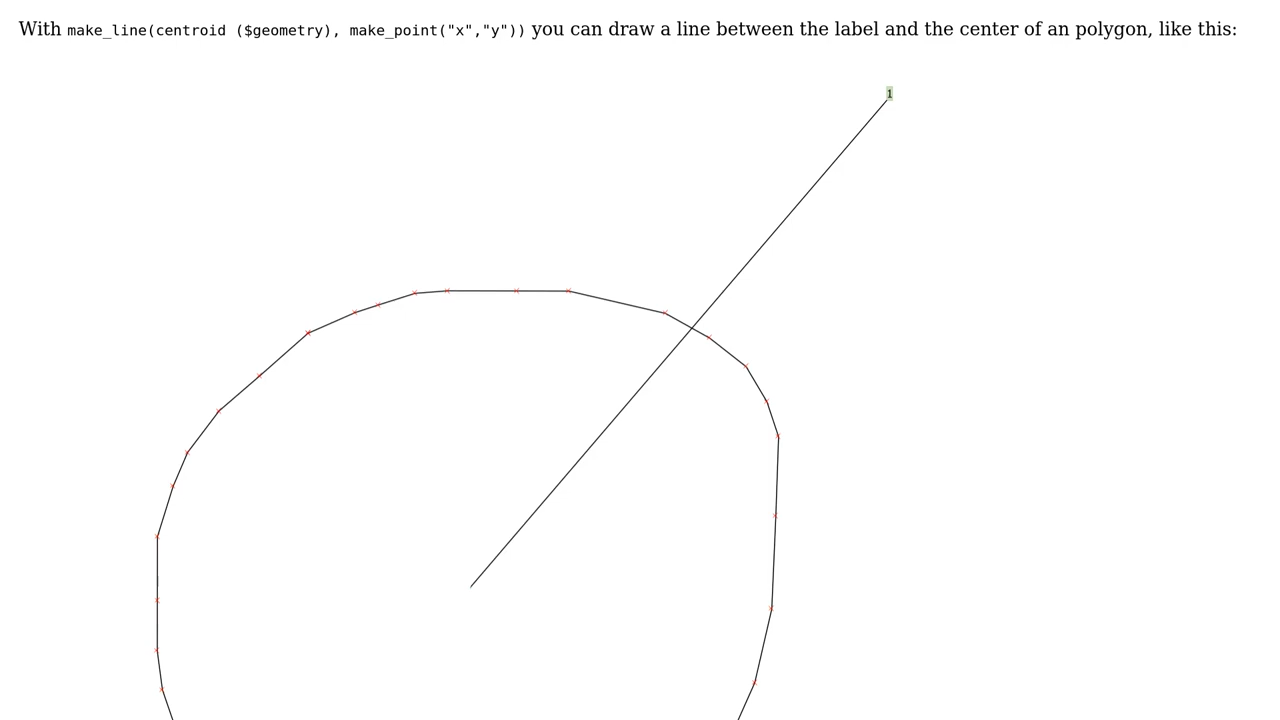 With make_line(centroid ($geometry), make_point("x","y")) you can draw a line between the label and the center of an polygon, like this:
1